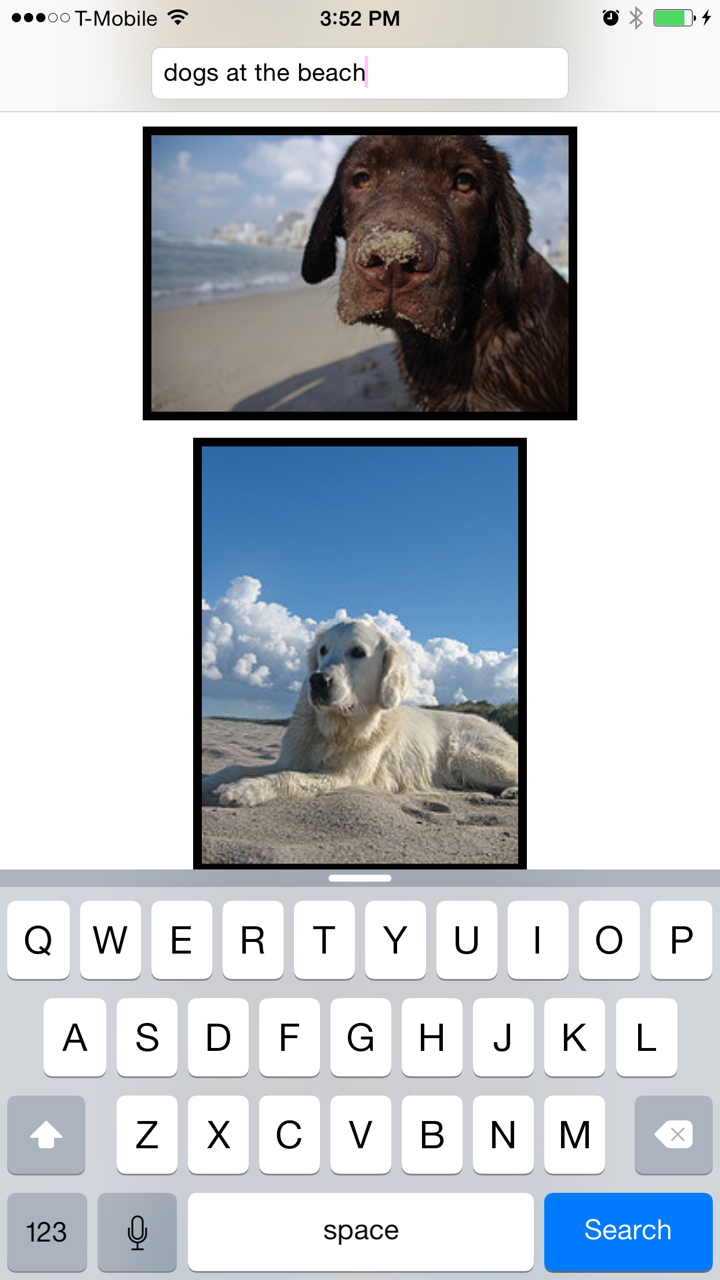 T-Mobile 3:52 PM
dogs at the beach
Q W E R T Y U I O P
A S D F G H J K L
Z X C V B N M
123 space Search